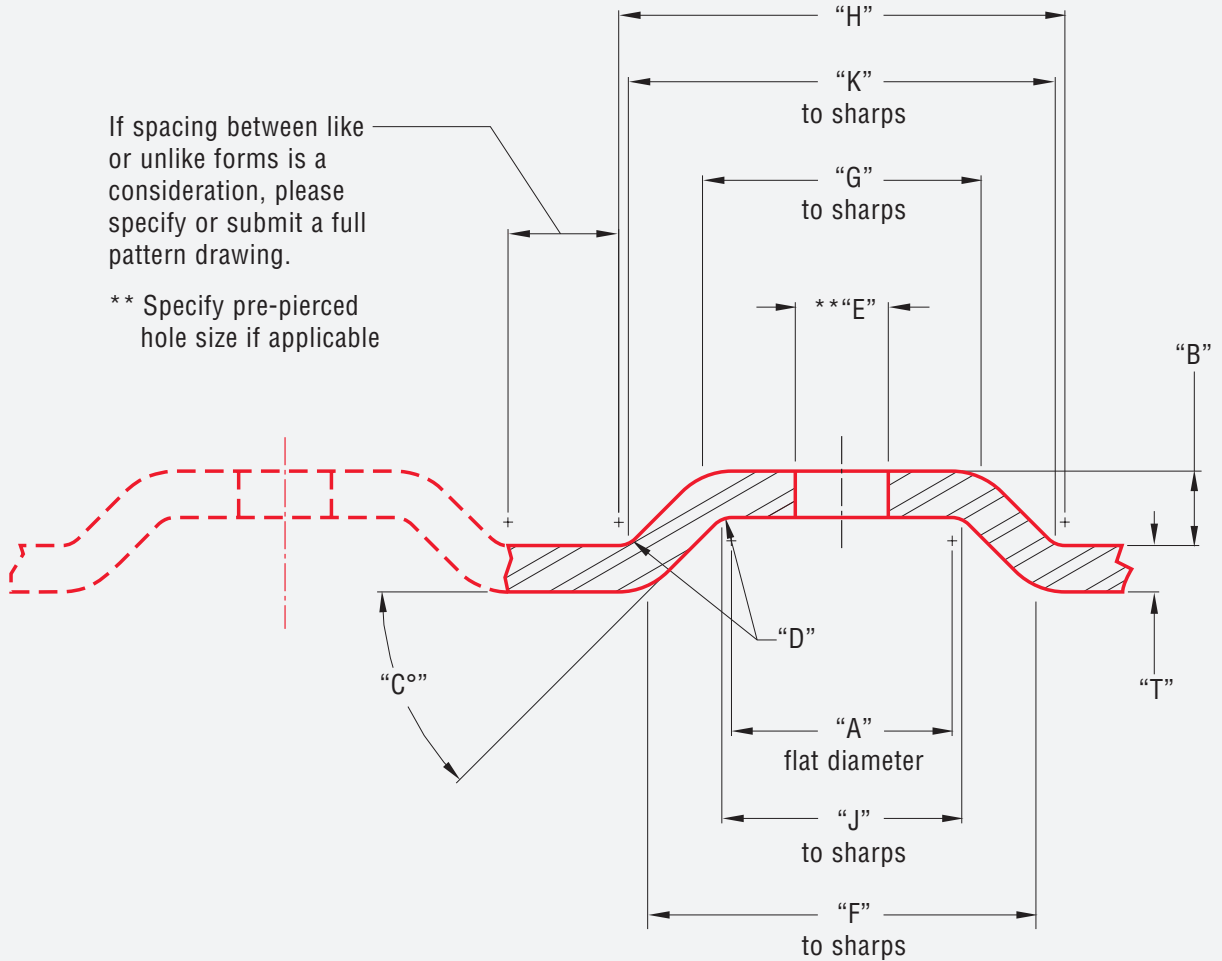 “H”
“K”
to sharps
If spacing between like
or unlike forms is a
consideration, please
specify or submit a full
pattern drawing.
“G”
to sharps
** Specify pre-pierced
hole size if applicable
**“E”
“B”
“D”
“C°”
“T”
“A”
flat diameter
“J”
to sharps
“F”
to sharps